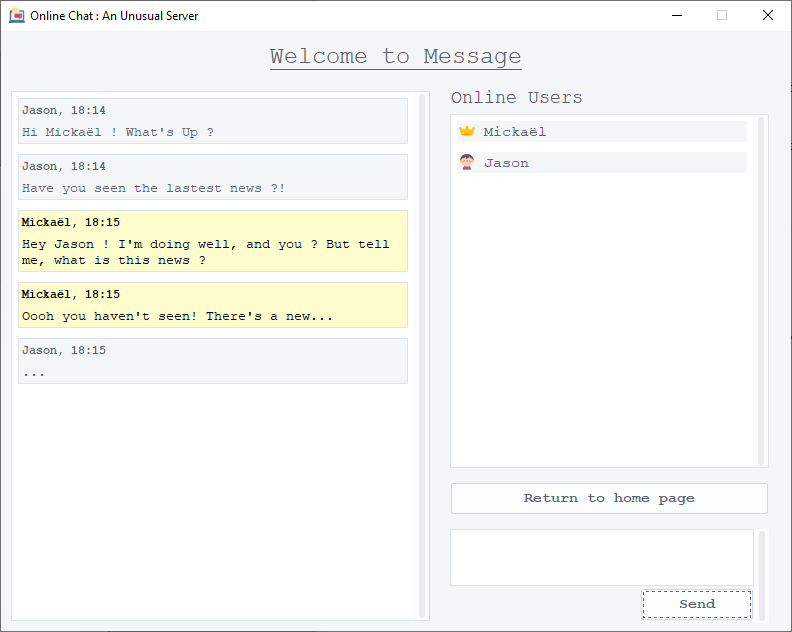 Online Chat : An Unusual Server
Welcome to Message
Jason, 18:14
Hi Mickaël ! What's Up ?
Jason, 18:14
Have you seen the lastest news ?!
Mickaël, 18:15
Hey Jason ! I'm doing well, and you ? But tell
me, what is this news ?
Mickaël, 18:15
Oooh you haven't seen! There's a new...
Jason, 18:15
...
Online Users
Mickaël
Jason
Return to home page
Send